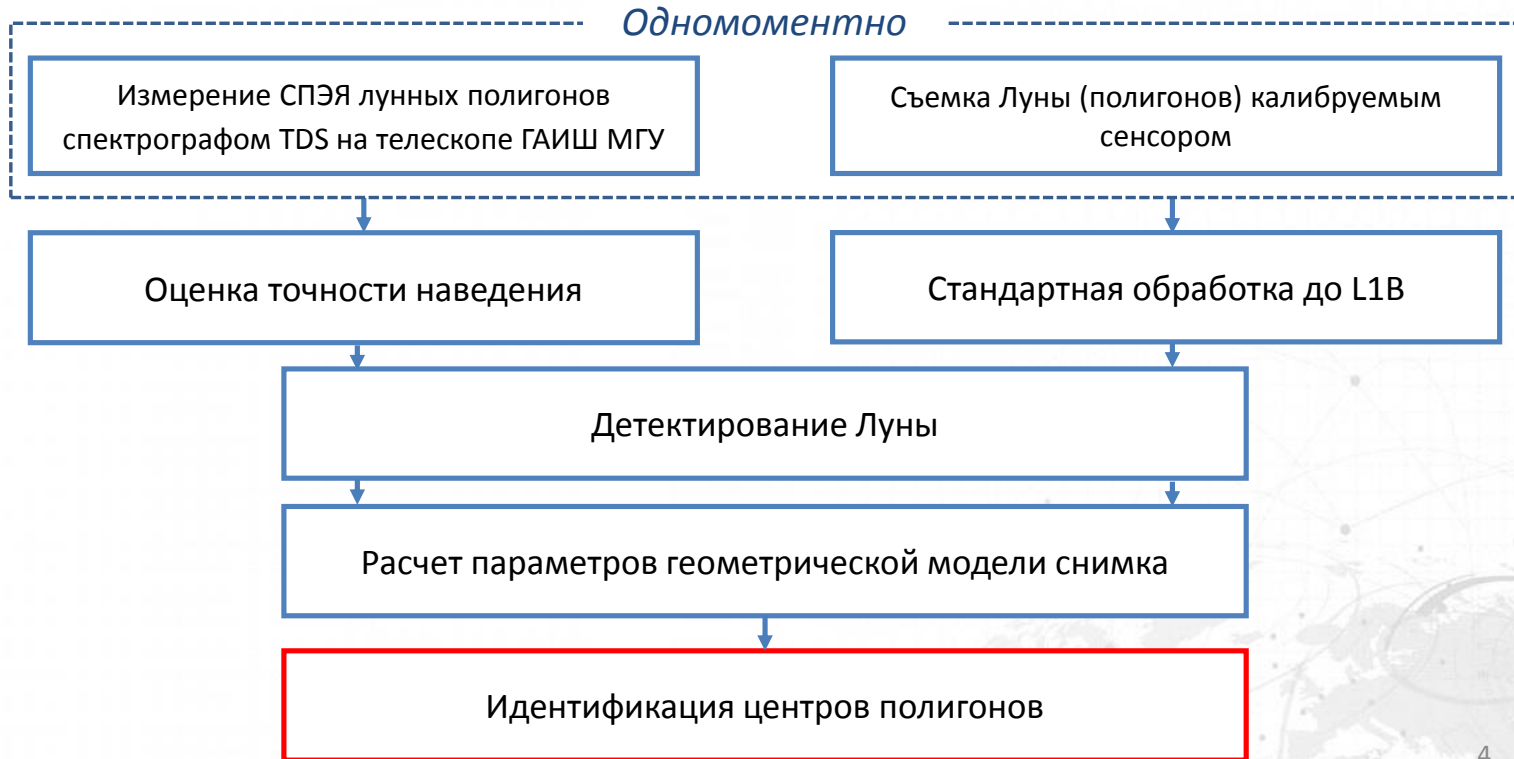 Одномоментно
Измерение СПЭЯ лунных полигонов
спектрографом TDS на телескопе ГАИШ МГУ
Съемка Луны (полигонов) калибруемым
сенсором
Оценка точности наведения
Стандартная обработка до L1B
Детектирование Луны
Расчет параметров геометрической модели снимка
Идентификация центров полигонов
4